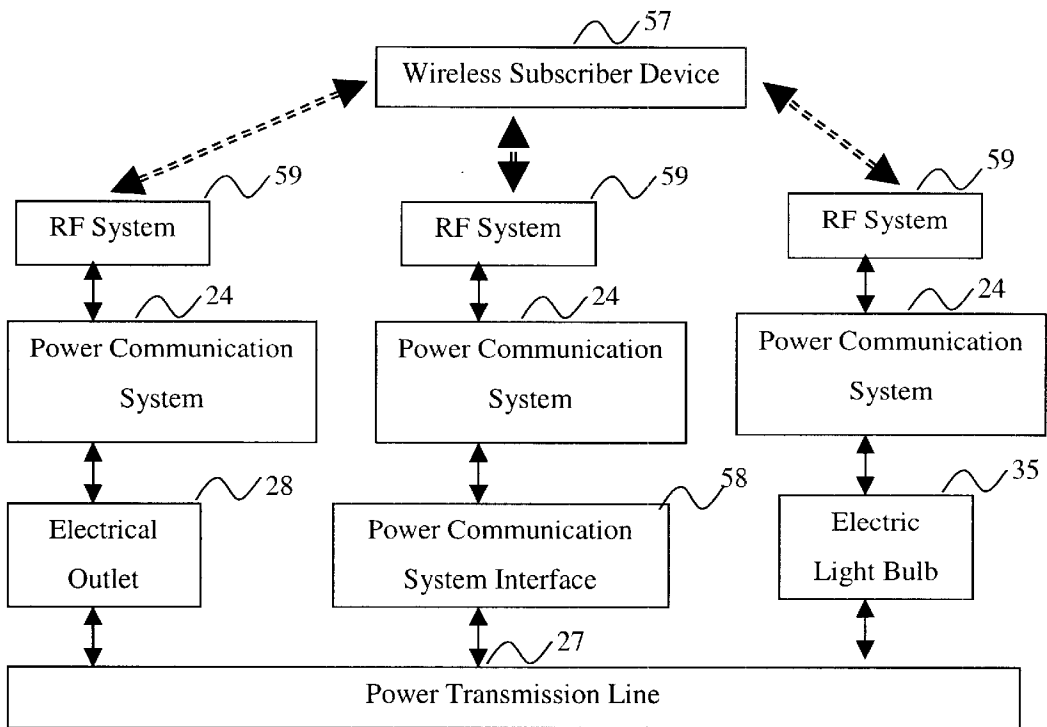 57
Wireless Subscriber Device
59
59
59
RF System
RF System
RF System
24
24
24
Power Communication
System
Power Communication
System
Power Communication
System
28
58
35
Electrical
Outlet
Power Communication
System Interface
Electric
Light Bulb
27
Power Transmission Line